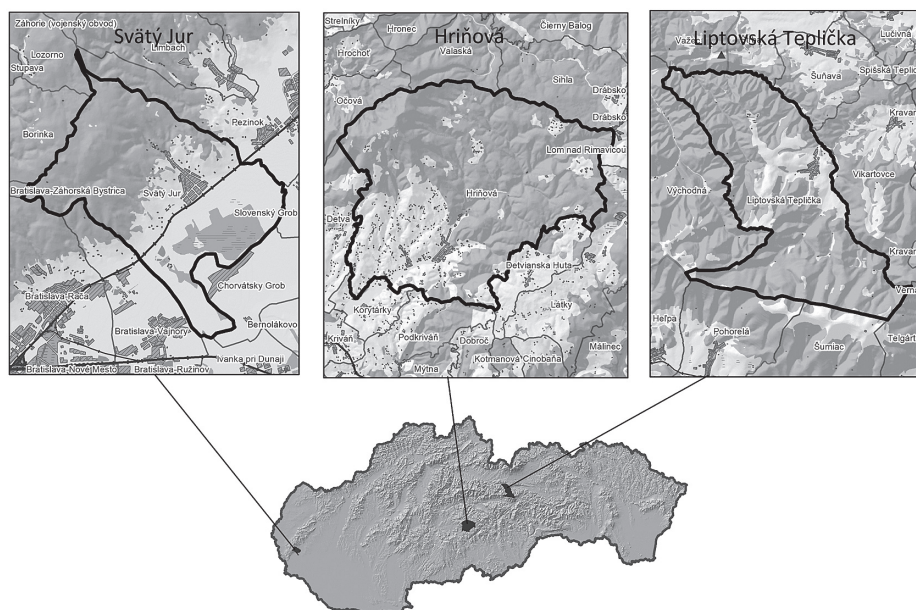 Záhorie (vojenský obvod)
Svätý Jur
Limbach
Lozorno
Stupava
Pezinok
Borinka
Bratislava-Záhorská Bystrica
Svätý Jur
Slovenský Grob
Chorvátsky Grob
Bratislava-Rača
Bratislava-Vajnory
Bernolákovo
Ivanka pri Dunaji
Bratislava-Nové Mesto
Bratislava-Ružinov
Strelníky
Hronec
Čierny Balog
Hriňová
Valaská
Hrochoť
Sihla
Drábsko
Očová
Drábsko
Lom nad Rimavicou
Hriňová
Detva
Detvianska Huta
Korytárky
Látky
Kriváň
Podkriváň
Dobroč
Málinec
Kotmanová
Cinobaňa
Mýtna
Liptovská Teplička
Lučivná
Šuňava
Spišská Teplic
Kravar
Vikartovce
Východná
Liptovská Teplička
Kravar
Verna
Heľpa
Pohorelá
Šumiac
Telgárt